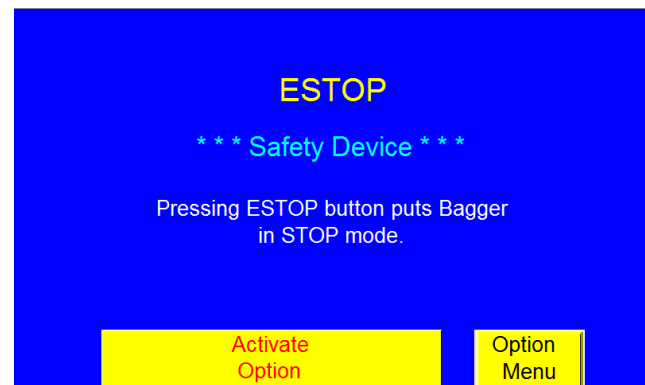 ESTOP
* * * Safety Device * * *
Pressing ESTOP button puts Bagger
in STOP mode.
Activate
Option
Option
Menu